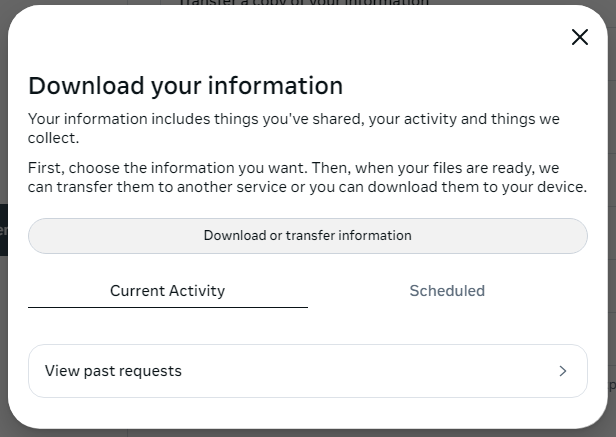 Transfer a copy of your information
Download your information
Your information includes things you've shared, your activity and things we
collect.
First, choose the information you want. Then, when your files are ready, we
can transfer them to another service or you can download them to your device.
Download or transfer information
Current Activity
Scheduled
View past requests